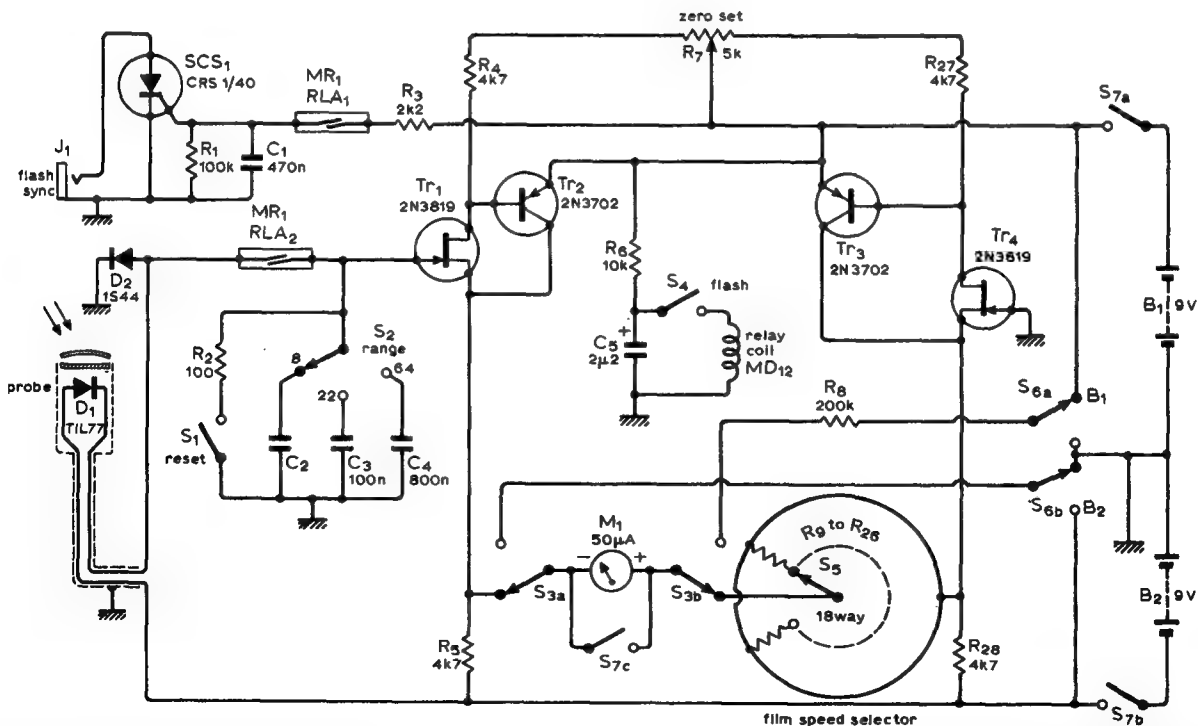 zero set
R7
5k
SCS1
CRS 1/40
R4
4k7
R27
4k7
MR1
RLA1
R3
2k2
S7a
J1
flash
sync
R1
100k
C1
470n
Tr1
2N3819
Tr2
2N3702
Tr3
2N3702
Tr4
2N3819
MR1
RLA2
D2
1S44
R6
10k
S4
flash
C5
2µ2
+
relay
coil
MD12
B1
9V
R2
100
S2
range
8
22
64
probe
D1
TIL77
S1
reset
C2
C3
100n
C4
800n
R8
200k
S6a
B1
S6b
B2
M1
50µA
−
+
R9 to R26
S5
18way
S3a
S3b
S7c
B2
9V
R5
4k7
R28
4k7
S7b
film speed selector